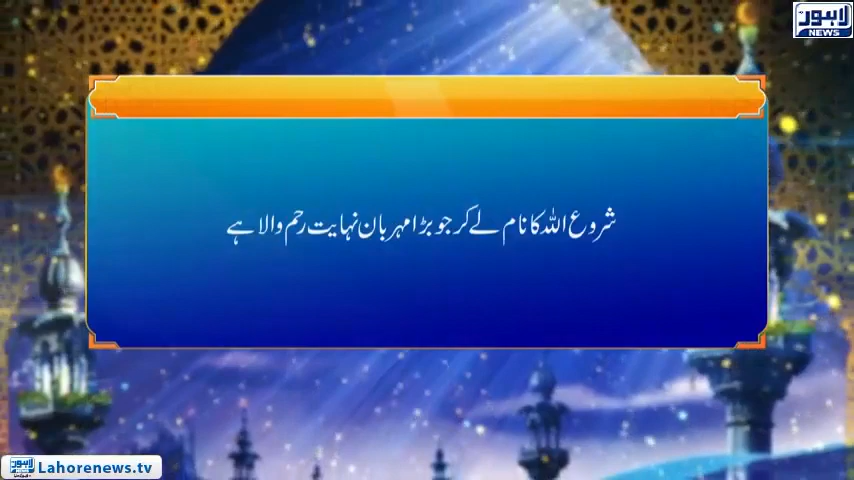 لاہور
NEWS
شروع اللہ کا نام لے کر جو بڑا مہربان نہایت رحم والا ہے
Lahorenews.tv